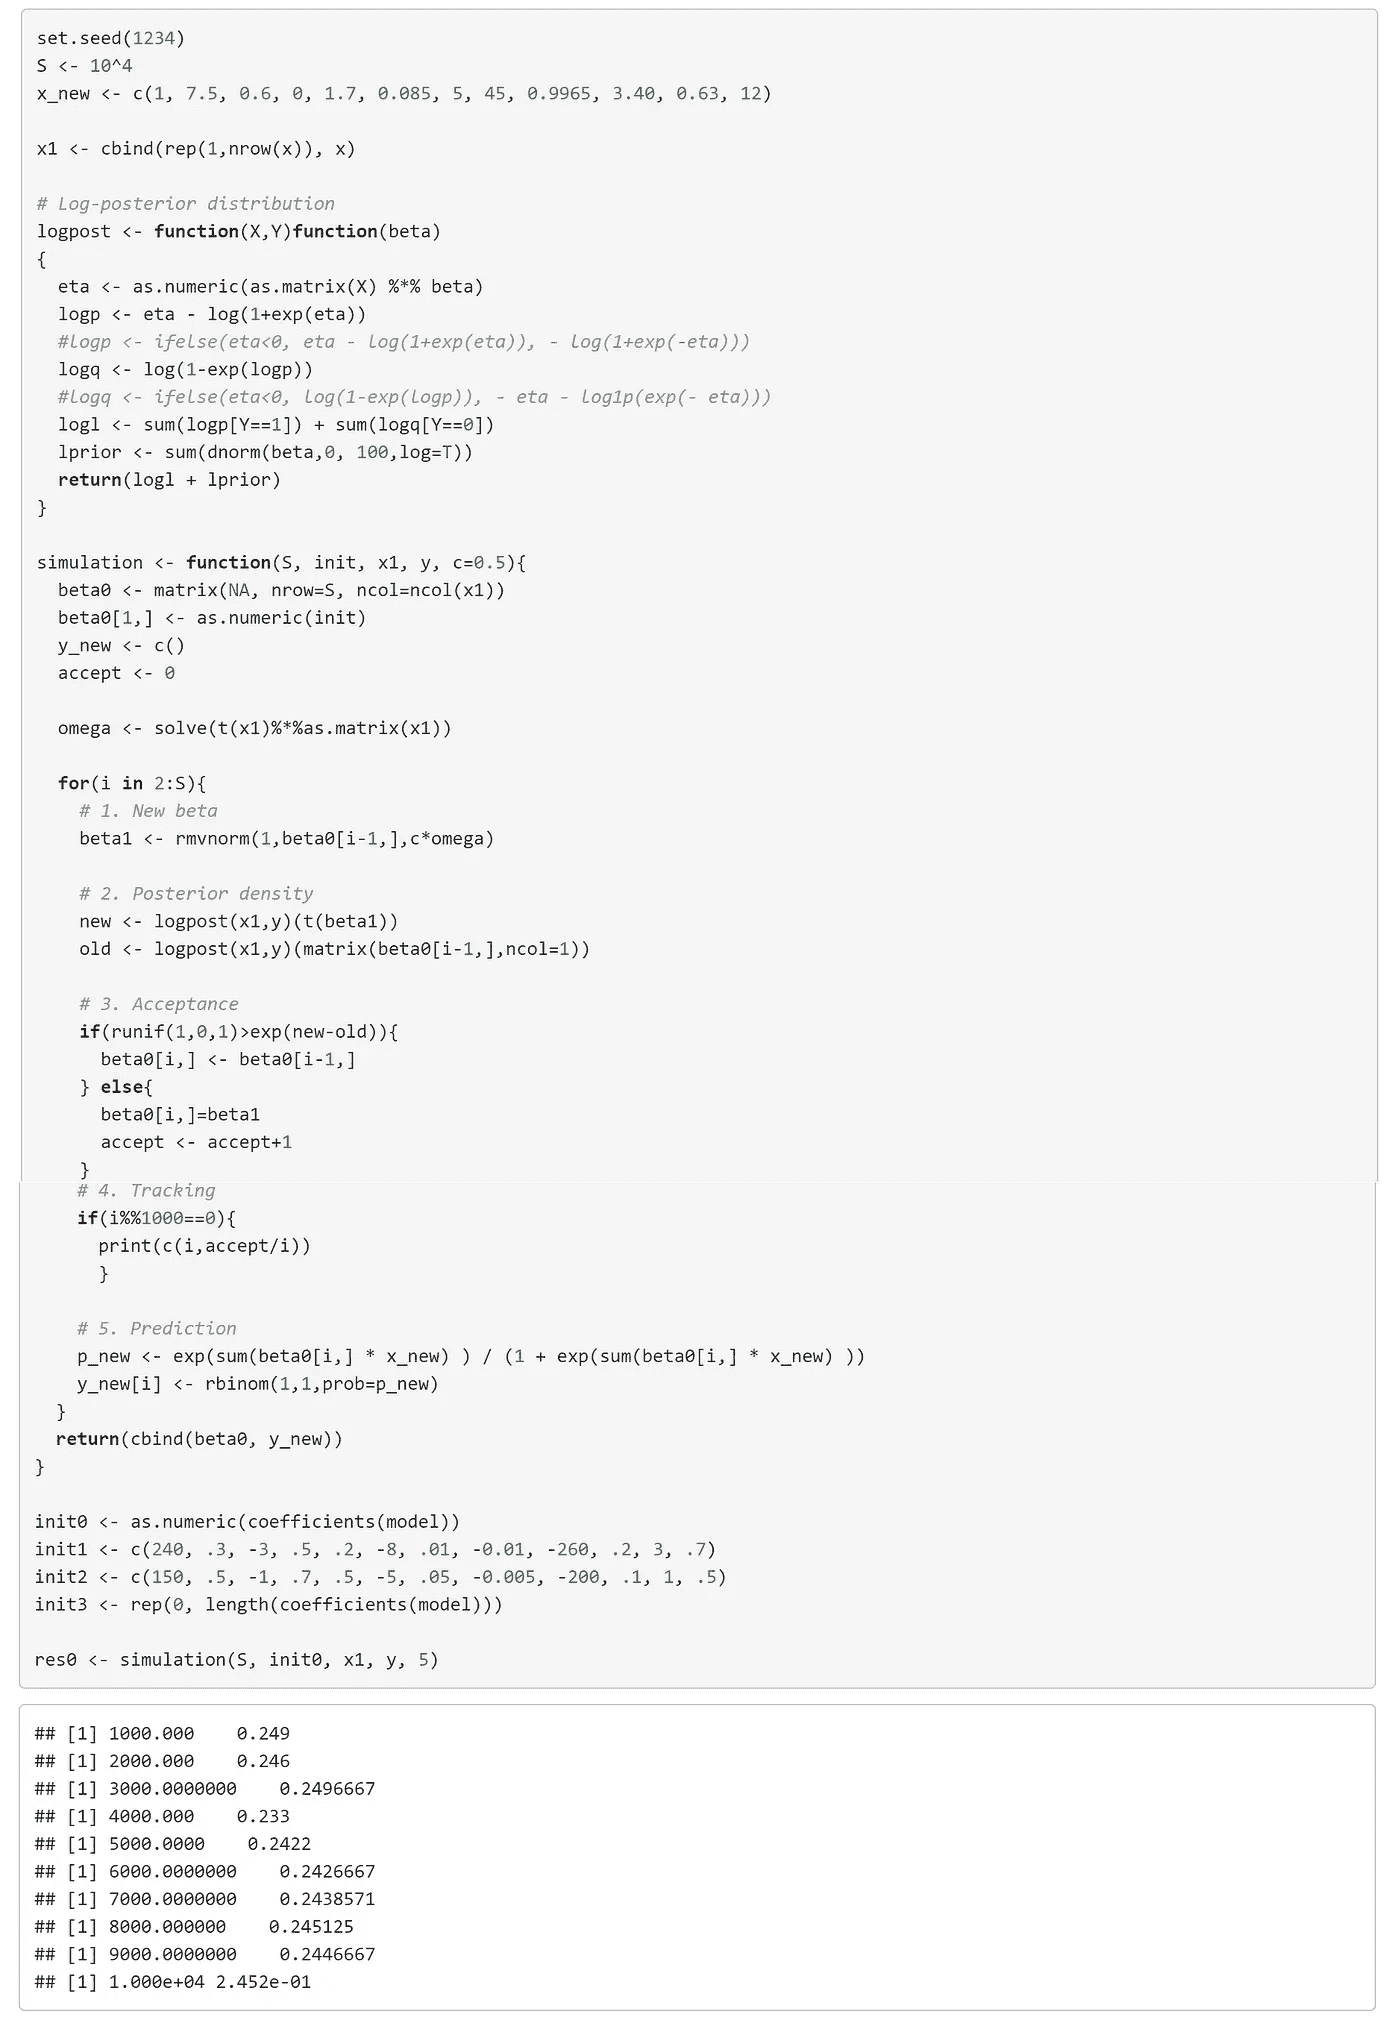 set.seed(1234)
S <- 10^4
x_new <- c(1, 7.5, 0.6, 0, 1.7, 0.085, 5, 45, 0.9965, 3.40, 0.63, 12)
x1 <- cbind(rep(1,nrow(x)), x)
# Log-posterior distribution
logpost <- function(X,Y)function(beta)
{
  eta <- as.numeric(as.matrix(X) %*% beta)
  logp <- eta - log(1+exp(eta))
  #logp <- ifelse(eta<0, eta - log(1+exp(eta)), - log(1+exp(-eta)))
  logq <- log(1-exp(logp))
  #logq <- ifelse(eta<0, log(1-exp(logp)), - eta - log1p(exp(- eta)))
  logl <- sum(logp[Y==1]) + sum(logq[Y==0])
  lprior <- sum(dnorm(beta,0, 100,log=T))
  return(logl + lprior)
}
simulation <- function(S, init, x1, y, c=0.5){
  beta0 <- matrix(NA, nrow=S, ncol=ncol(x1))
  beta0[1,] <- as.numeric(init)
  y_new <- c()
  accept <- 0
  omega <- solve(t(x1)%*%as.matrix(x1))
  for(i in 2:S){
    # 1. New beta
    beta1 <- rmvnorm(1,beta0[i-1,],c*omega)
    # 2. Posterior density
    new <- logpost(x1,y)(t(beta1))
    old <- logpost(x1,y)(matrix(beta0[i-1,],ncol=1))
    # 3. Acceptance
    if(runif(1,0,1)>exp(new-old)){
      beta0[i,] <- beta0[i-1,]
    } else{
      beta0[i,]=beta1
      accept <- accept+1
    }
    # 4. Tracking
    if(i%%1000==0){
      print(c(i,accept/i))
      }
    # 5. Prediction
    p_new <- exp(sum(beta0[i,] * x_new) ) / (1 + exp(sum(beta0[i,] * x_new) ))
    y_new[i] <- rbinom(1,1,prob=p_new)
  }
  return(cbind(beta0, y_new))
}
init0 <- as.numeric(coefficients(model))
init1 <- c(240, .3, -3, .5, .2, -8, .01, -0.01, -260, .2, 3, .7)
init2 <- c(150, .5, -1, .7, .5, -5, .05, -0.005, -200, .1, 1, .5)
init3 <- rep(0, length(coefficients(model)))
res0 <- simulation(S, init0, x1, y, 5)
## [1] 1000.000    0.249
## [1] 2000.000    0.246
## [1] 3000.0000000    0.2496667
## [1] 4000.000    0.233
## [1] 5000.0000    0.2422
## [1] 6000.0000000    0.2426667
## [1] 7000.0000000    0.2438571
## [1] 8000.000000    0.245125
## [1] 9000.0000000    0.2446667
## [1] 1.000e+04 2.452e-01